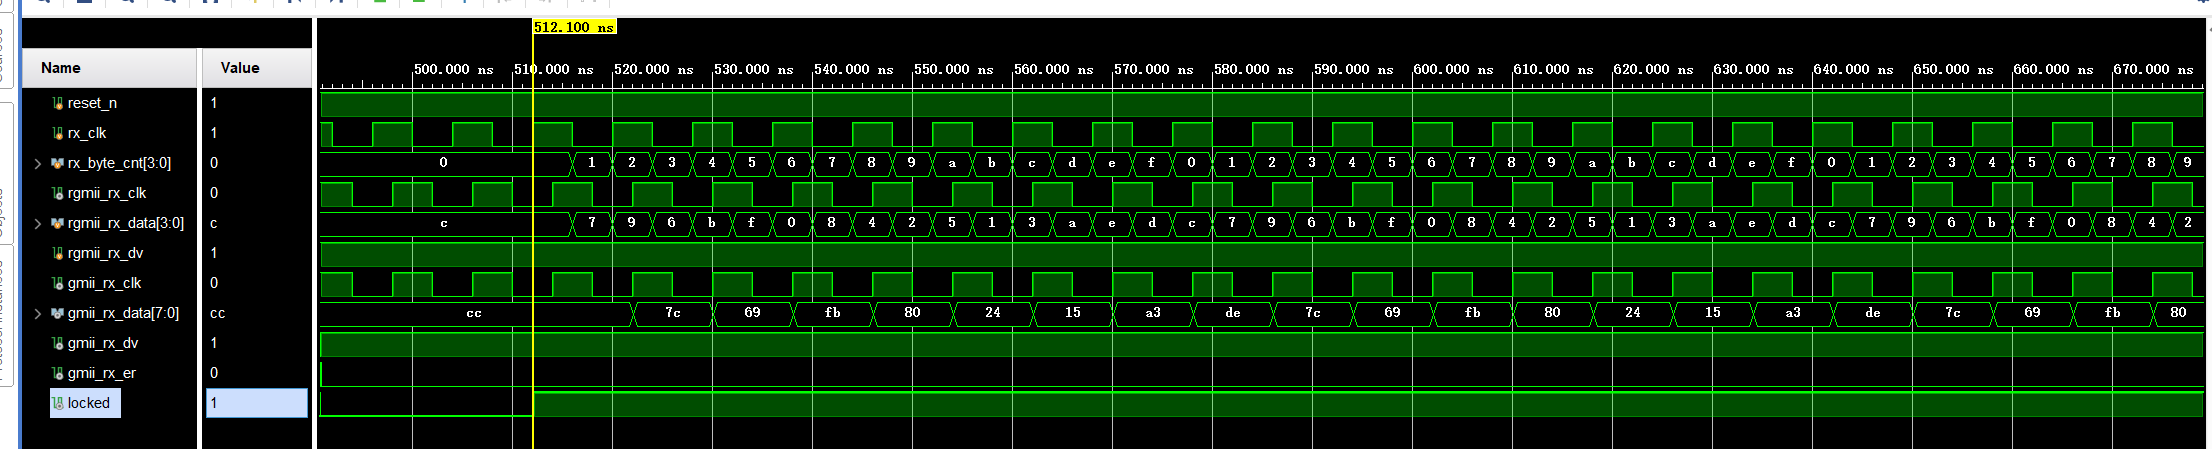 512.100 ns
Name Value
500.000 ns 510.000 ns 520.000 ns 530.000 ns 540.000 ns 550.000 ns 560.000 ns 570.000 ns 580.000 ns 590.000 ns 600.000 ns 610.000 ns 620.000 ns 630.000 ns 640.000 ns 650.000 ns 660.000 ns 670.000 ns
reset_n 1
rx_clk 1
rx_byte_cnt[3:0] 0 0 1 2 3 4 5 6 7 8 9 a b c d e f 0 1 2 3 4 5 6 7 8 9 a b c d e f 0 1 2 3 4 5 6 7 8 9
rgmii_rx_clk 0
rgmii_rx_data[3:0] c c 7 9 6 b f 0 8 4 2 5 1 3 a e d c 7 9 6 b f 0 8 4 2 5 1 3 a e d c 7 9 6 b f 0 8 4 2
rgmii_rx_dv 1
gmii_rx_clk 0
gmii_rx_data[7:0] cc cc 7c 69 fb 80 24 15 a3 de 7c 69 fb 80 24 15 a3 de 7c 69 fb 80
gmii_rx_dv 1
gmii_rx_er 0
locked 1